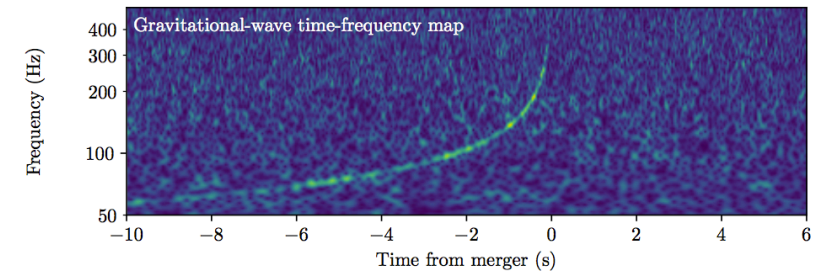 Gravitational-wave time-frequency map
Frequency (Hz)
400
300
200
100
50
−10 −8 −6 −4 −2 0 2 4 6
Time from merger (s)